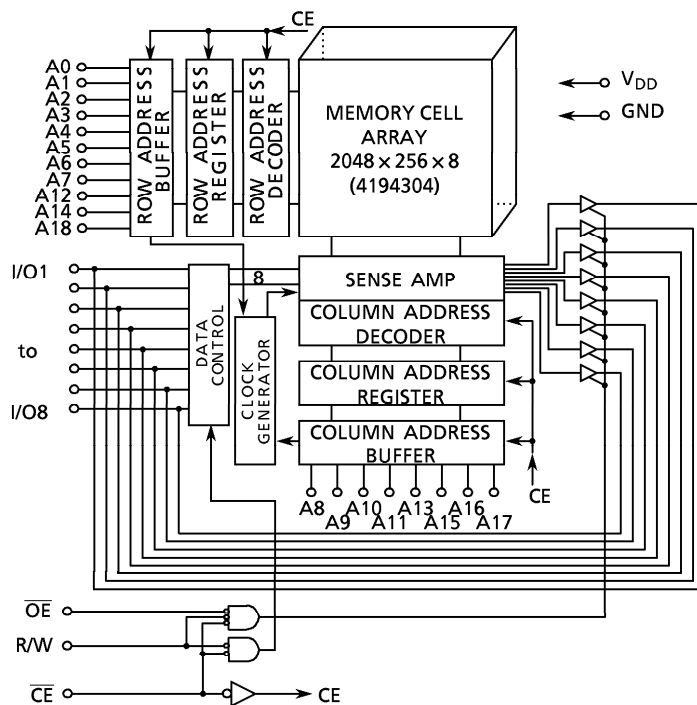 CE
A0
A1
A2
A3
A4
A5
A6
A7
A12
A14
A18
ROW ADDRESS
BUFFER
ROW ADDRESS
REGISTER
ROW ADDRESS
DECODER
MEMORY CELL
ARRAY
2048 × 256 × 8
(4194304)
VDD
GND
I/O1
to
I/O8
DATA
CONTROL
8
CLOCK
GENERATOR
SENSE AMP
COLUMN ADDRESS
DECODER
COLUMN ADDRESS
REGISTER
COLUMN ADDRESS
BUFFER
CE
A8
A9
A10
A11
A13
A15
A16
A17
O̅E̅
R/W
C̅E̅
CE